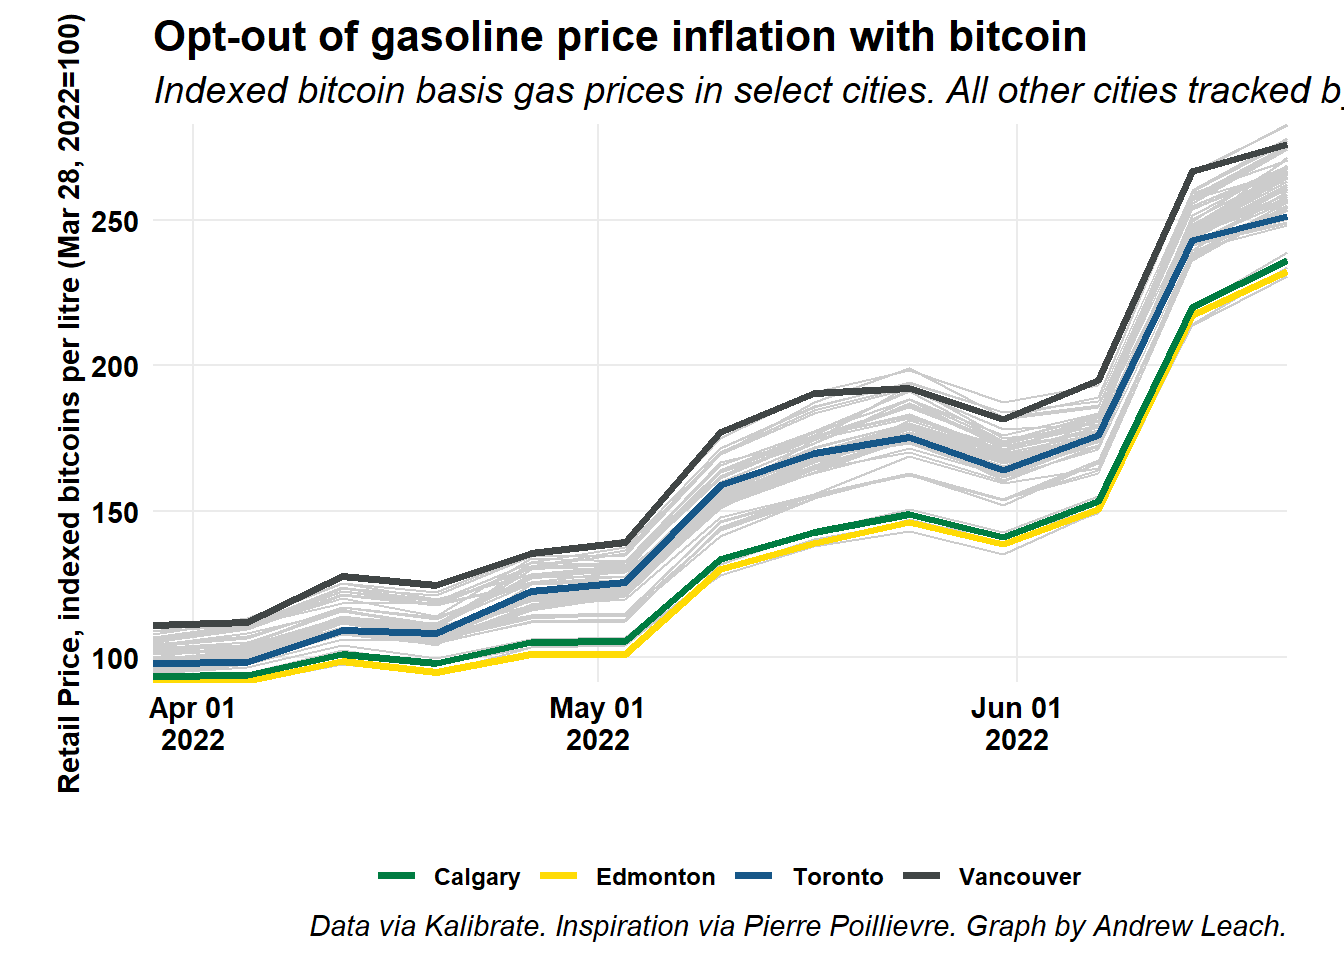 Opt-out of gasoline price inflation with bitcoin
Indexed bitcoin basis gas prices in select cities. All other cities tracked by
Retail Price, indexed bitcoins per litre (Mar 28, 2022=100)
250
200
150
100
Apr 01
2022
May 01
2022
Jun 01
2022
Calgary
Edmonton
Toronto
Vancouver
Data via Kalibrate. Inspiration via Pierre Poillievre. Graph by Andrew Leach.